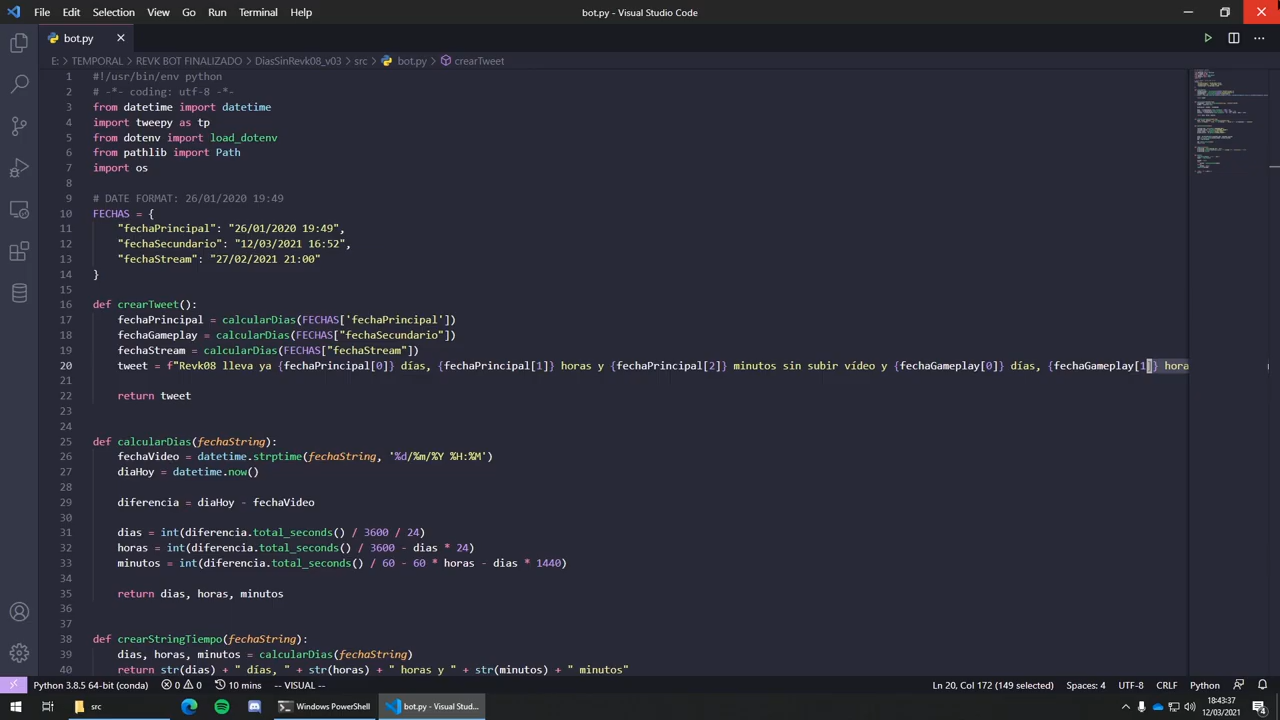 File Edit Selection View Go Run Terminal Help bot.py - Visual Studio Code
bot.py
E: > TEMPORAL > REVK BOT FINALIZADO > DiasSinRevk08_v03 > src > bot.py > crearTweet
1 #!/usr/bin/env python
2 # -*- coding: utf-8 -*-
3 from datetime import datetime
4 import tweepy as tp
5 from dotenv import load_dotenv
6 from pathlib import Path
7 import os
8
9 # DATE FORMAT: 26/01/2020 19:49
10 FECHAS = {
11 "fechaPrincipal": "26/01/2020 19:49",
12 "fechaSecundario": "12/03/2021 16:52",
13 "fechaStream": "27/02/2021 21:00"
14 }
15
16 def crearTweet():
17 fechaPrincipal = calcularDias(FECHAS['fechaPrincipal'])
18 fechaGameplay = calcularDias(FECHAS["fechaSecundario"])
19 fechaStream = calcularDias(FECHAS["fechaStream"])
20 tweet = f"Revk08 lleva ya {fechaPrincipal[0]} días, {fechaPrincipal[1]} horas y {fechaPrincipal[2]} minutos sin subir vídeo y {fechaGameplay[0]} días, {fechaGameplay[1]} hora
21
22 return tweet
23
24
25 def calcularDias(fechaString):
26 fechaVideo = datetime.strptime(fechaString, '%d/%m/%Y %H:%M')
27 diaHoy = datetime.now()
28
29 diferencia = diaHoy - fechaVideo
30
31 dias = int(diferencia.total_seconds() / 3600 / 24)
32 horas = int(diferencia.total_seconds() / 3600 - dias * 24)
33 minutos = int(diferencia.total_seconds() / 60 - 60 * horas - dias * 1440)
34
35 return dias, horas, minutos
36
37
38 def crearStringTiempo(fechaString):
39 dias, horas, minutos = calcularDias(fechaString)
40 return str(dias) + " días, " + str(horas) + " horas y " + str(minutos) + " minutos"
Python 3.8.5 64-bit (conda) 0 0 10 mins -- VISUAL -- Ln 20, Col 172 (149 selected) Spaces: 4 UTF-8 CRLF Python
src Windows PowerShell bot.py - Visual Stud... 18:43:37
12/03/2021 4